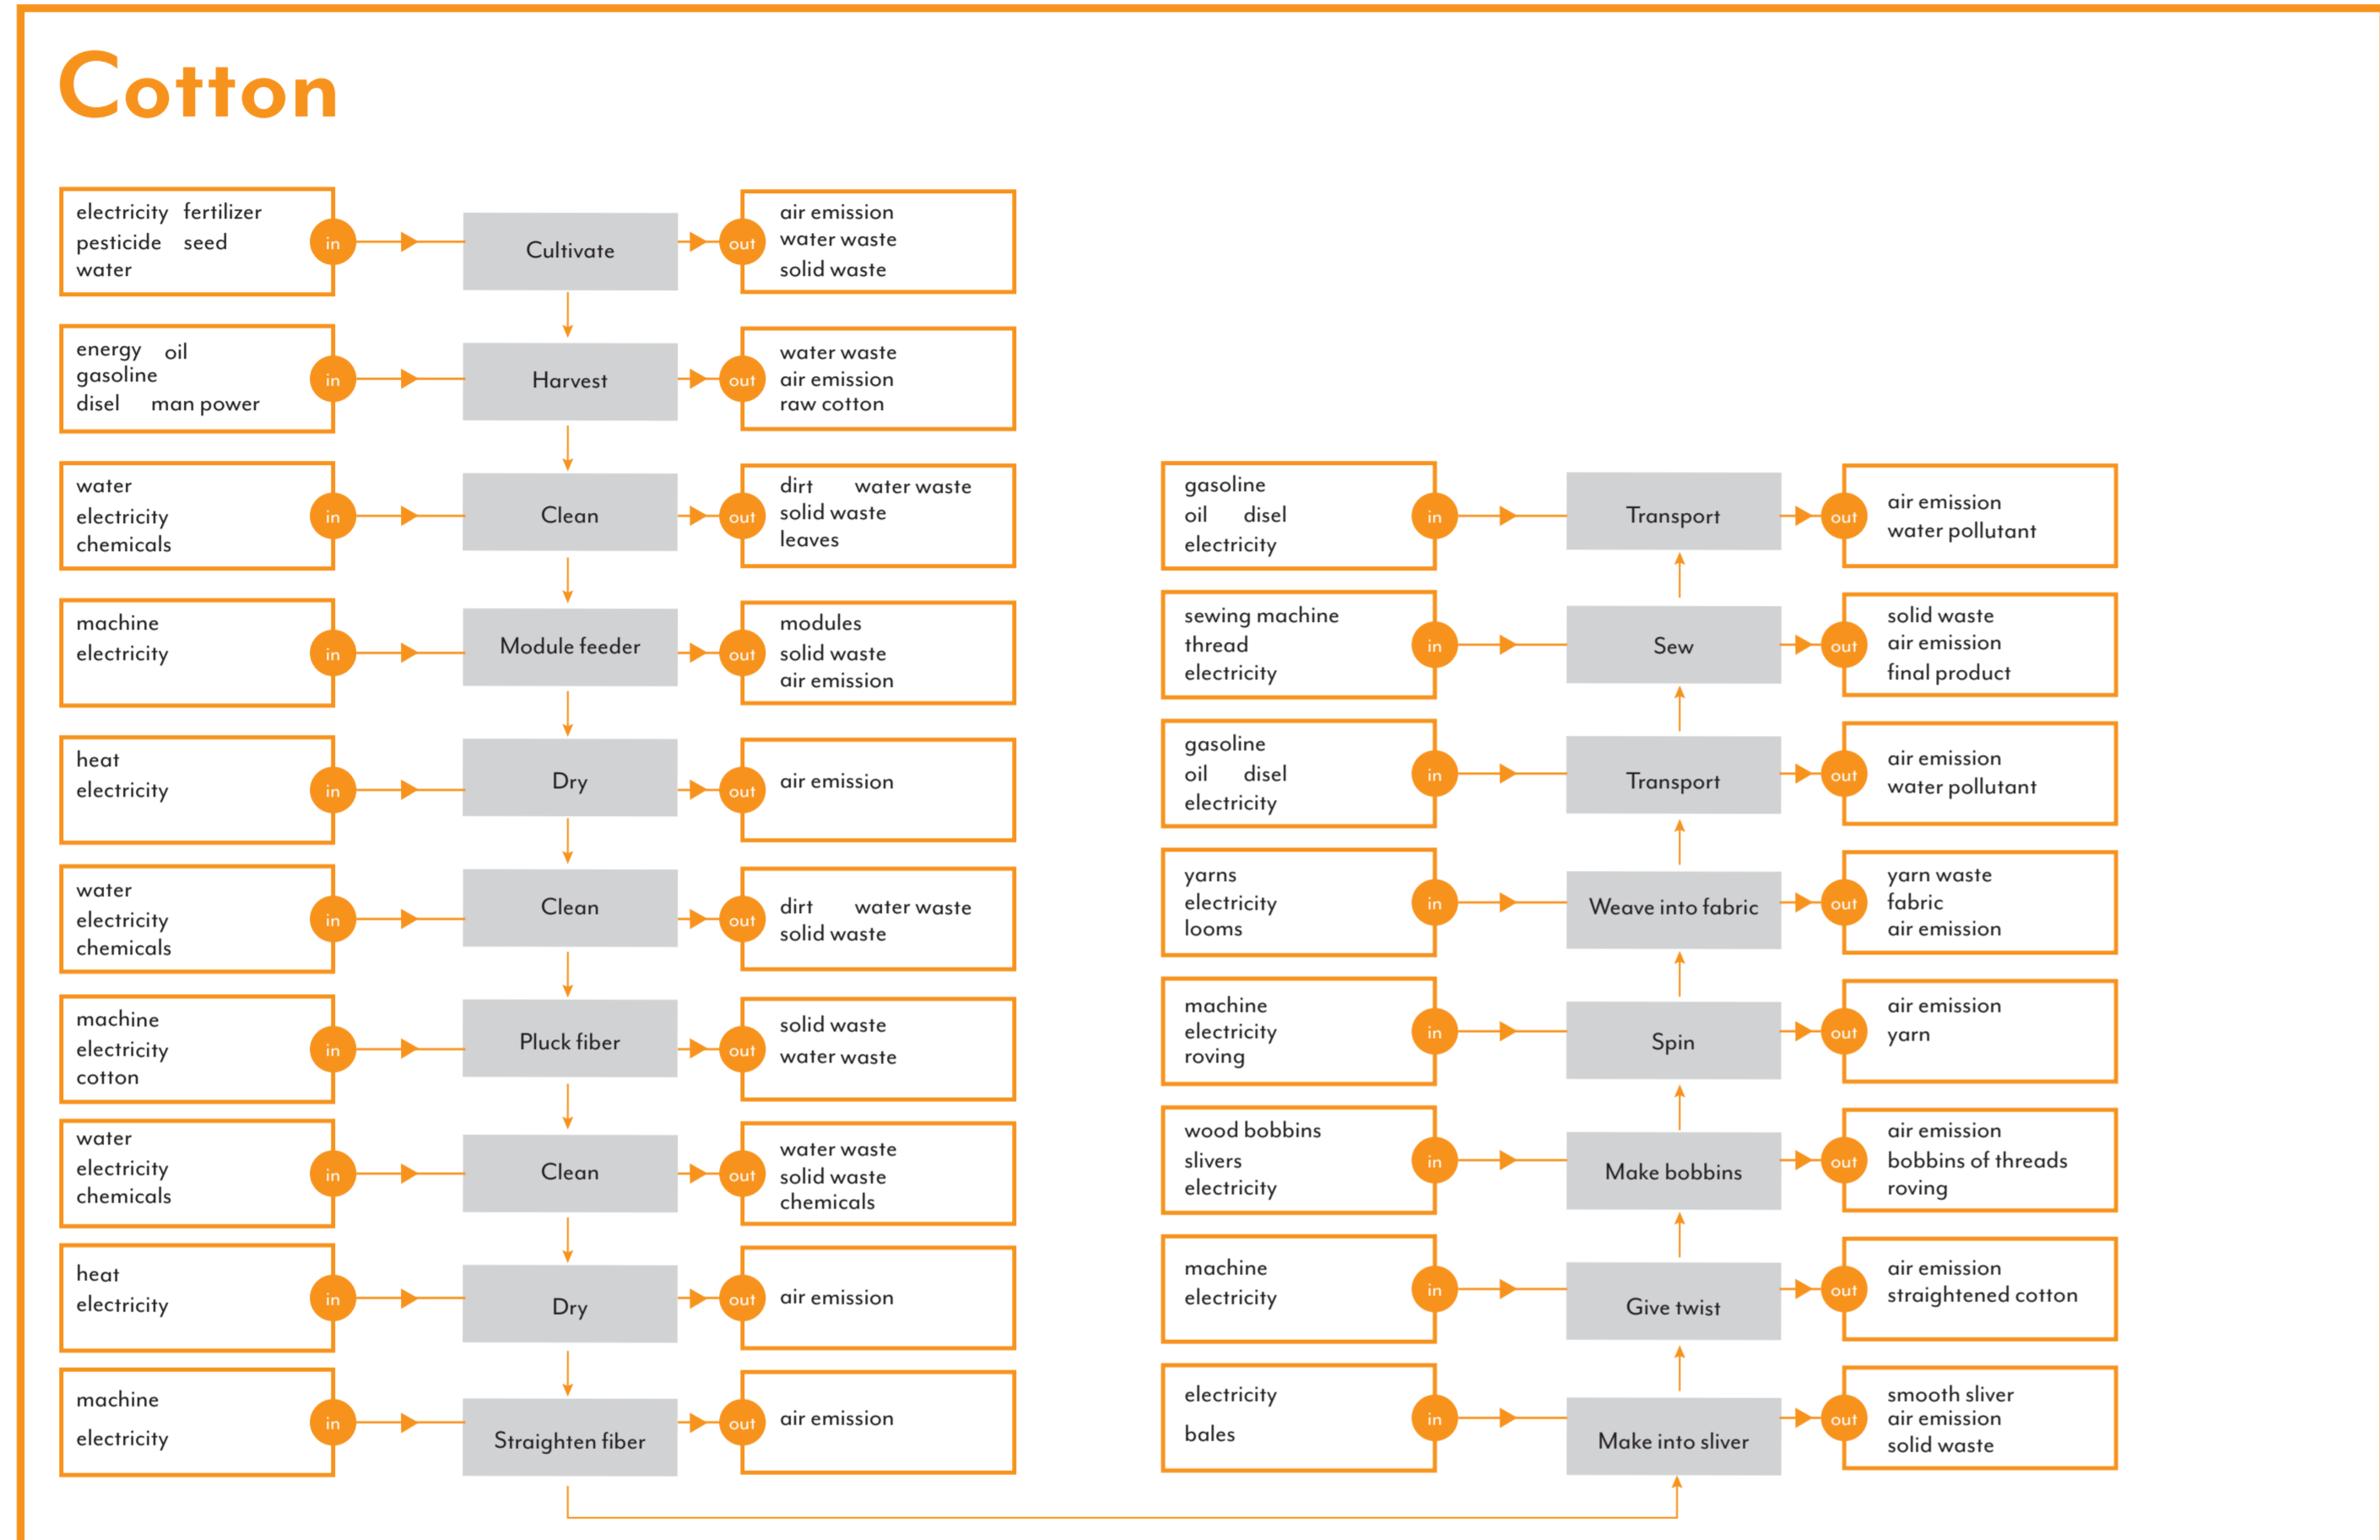 Cotton
electricity fertilizer
pesticide seed
water
in
Cultivate
out
air emission
water waste
solid waste
energy oil
gasoline
disel man power
in
Harvest
out
water waste
air emission
raw cotton
water
electricity
chemicals
in
Clean
out
dirt water waste
solid waste
leaves
machine
electricity
in
Module feeder
out
modules
solid waste
air emission
heat
electricity
in
Dry
out
air emission
water
electricity
chemicals
in
Clean
out
dirt water waste
solid waste
machine
electricity
cotton
in
Pluck fiber
out
solid waste
water waste
water
electricity
chemicals
in
Clean
out
water waste
solid waste
chemicals
heat
electricity
in
Dry
out
air emission
machine
electricity
in
Straighten fiber
out
air emission
gasoline
oil disel
electricity
in
Transport
out
air emission
water pollutant
sewing machine
thread
electricity
in
Sew
out
solid waste
air emission
final product
gasoline
oil disel
electricity
in
Transport
out
air emission
water pollutant
yarns
electricity
looms
in
Weave into fabric
out
yarn waste
fabric
air emission
machine
electricity
roving
in
Spin
out
air emission
yarn
wood bobbins
slivers
electricity
in
Make bobbins
out
air emission
bobbins of threads
roving
machine
electricity
in
Give twist
out
air emission
straightened cotton
electricity
bales
in
Make into sliver
out
smooth sliver
air emission
solid waste